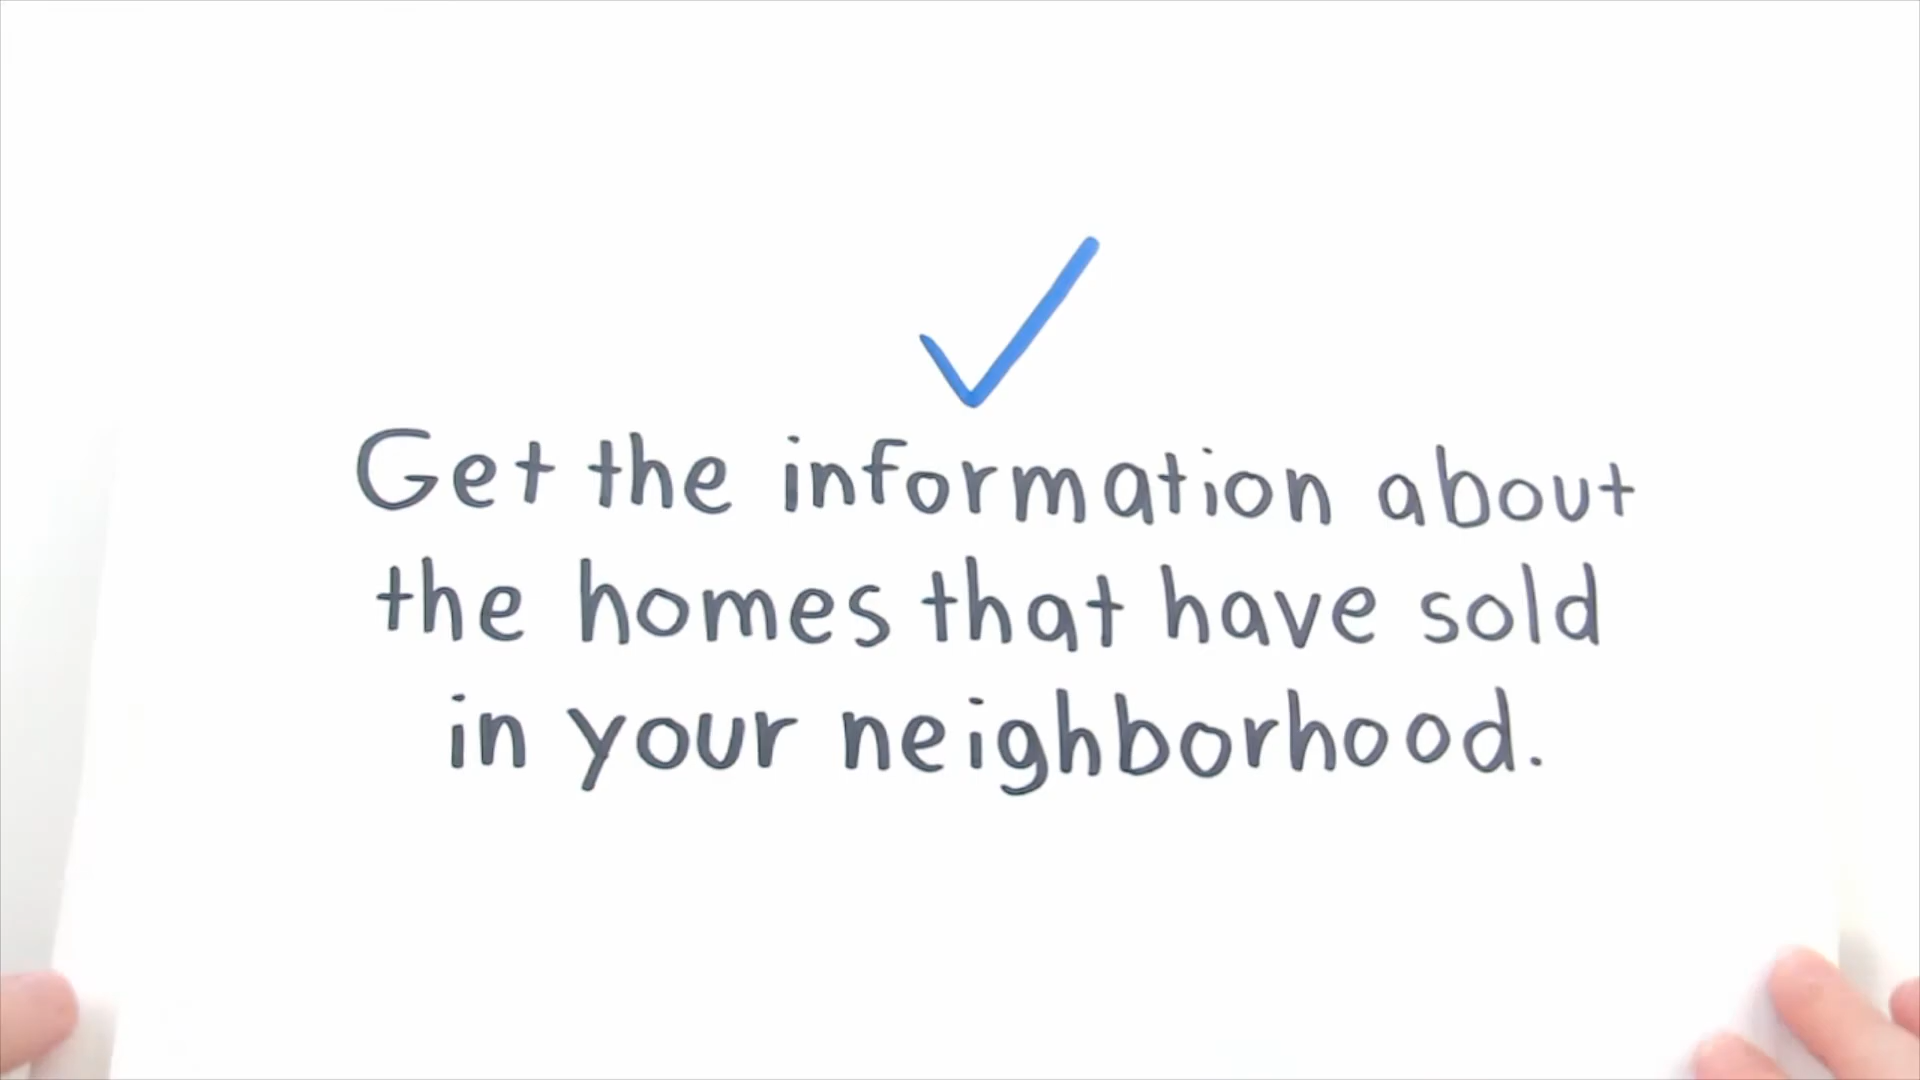 Get the information about
the homes that have sold
in your neighborhood.